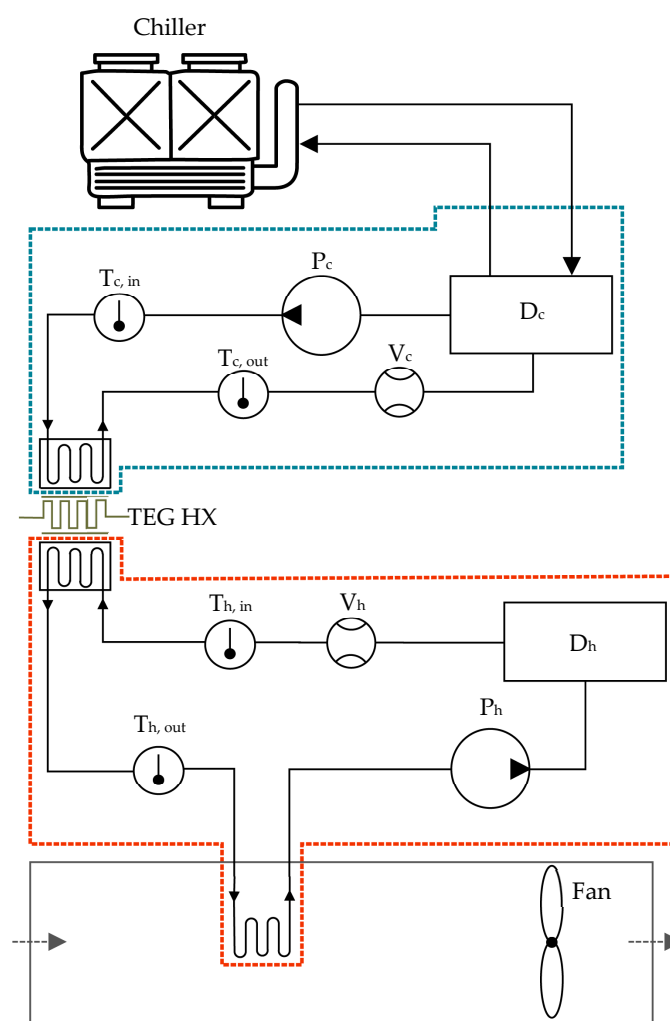 Chiller
Pc
Tc, in
Dc
Tc, out
Vc
TEG HX
Th, in
Vh
Dh
Ph
Th, out
Fan